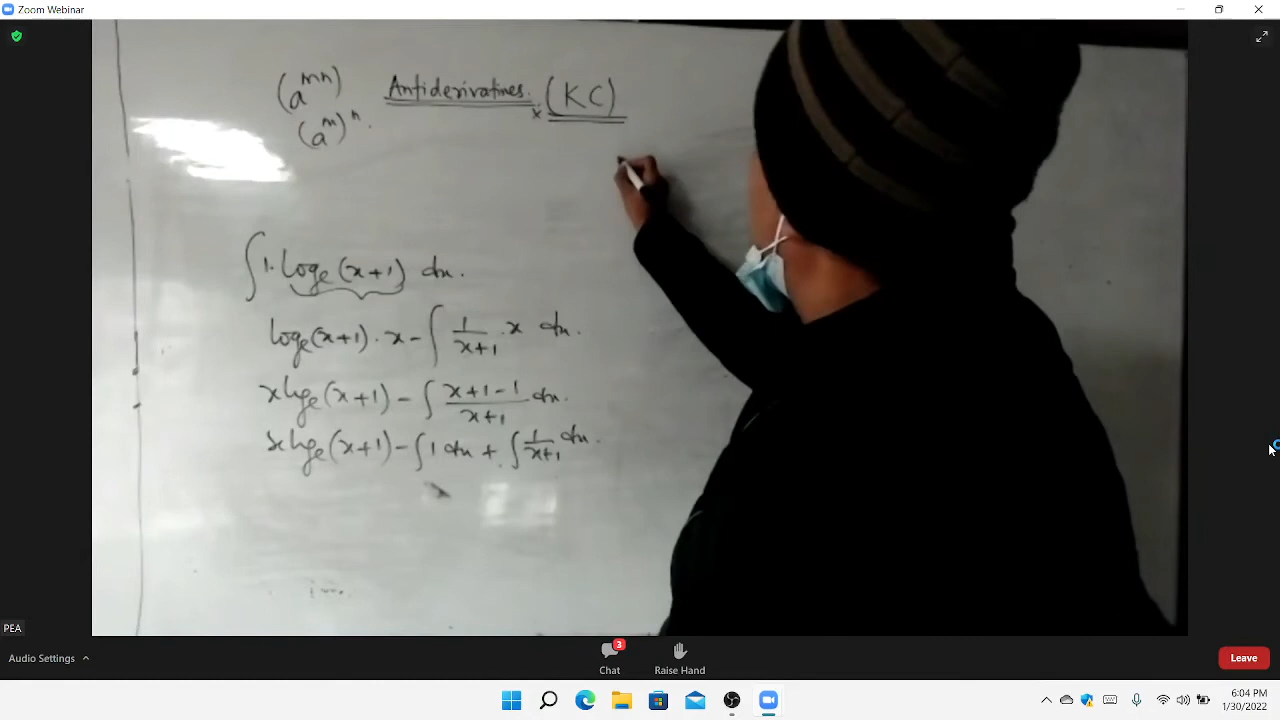 Zoom Webinar
(a^mn) Antiderivatives. (KC)
x
(a^m)^n.
∫1. loge(x+1) dx.
loge(x+1) . x - ∫ 1/(x+1) . x dx.
x loge(x+1) - ∫ (x+1-1)/(x+1) dx.
x loge(x+1) - ∫ 1 dx + ∫ 1/(x+1) dx.
PEA
Audio Settings
3
Chat
Raise Hand
Leave
6:04 PM
1/30/2022